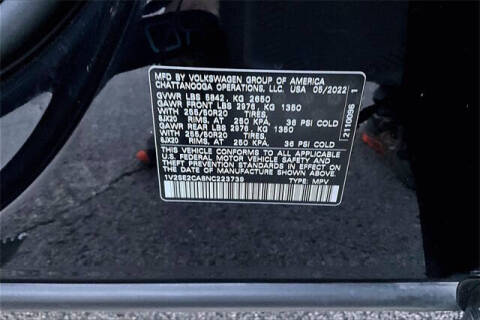 MFD BY VOLKSWAGEN GROUP OF AMERICA
CHATTANOOGA OPERATIONS, LLC. USA 05/2022
GVWR LBS 5842, KG 2650
GAWR FRONT LBS 2976, KG 1350
WITH 255/50R20 TIRES,
8JX20 RIMS, AT 250 KPA, 36 PSI COLD
GAWR REAR LBS 2976, KG 1350
WITH 255/50R20 TIRES,
8JX20 RIMS, AT 250 KPA, 36 PSI COLD
THIS VEHICLE CONFORMS TO ALL APPLICABLE
U.S. FEDERAL MOTOR VEHICLE SAFETY AND
THEFT PREVENTION STANDARDS IN EFFECT ON
THE DATE OF MANUFACTURE SHOWN ABOVE.
1V2SE2CA8NC223739 TYPE: MPV
2110096 1